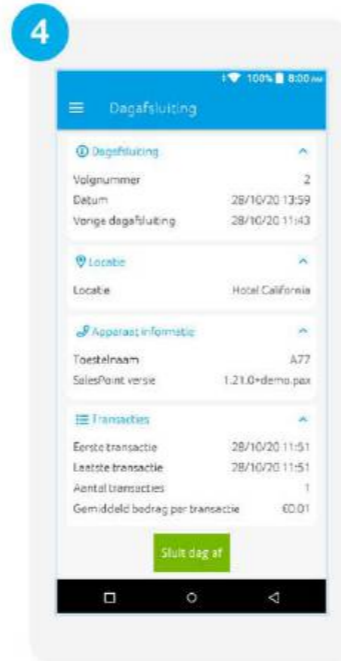 4
100% 8:00 AM
Dagafsluiting
Dagafsluiting
Volgnummer 2
Datum 28/10/20 13:59
Vorige dagafsluiting 28/10/20 11:43
Locatie
Locatie Hotel California
Apparaat informatie
Toestelnaam A77
SalesPoint versie 1.21.0+demo.pax
Transacties
Eerste transactie 28/10/20 11:51
Laatste transactie 28/10/20 11:51
Aantal transacties 1
Gemiddeld bedrag per transactie €0.01
Sluit dag af